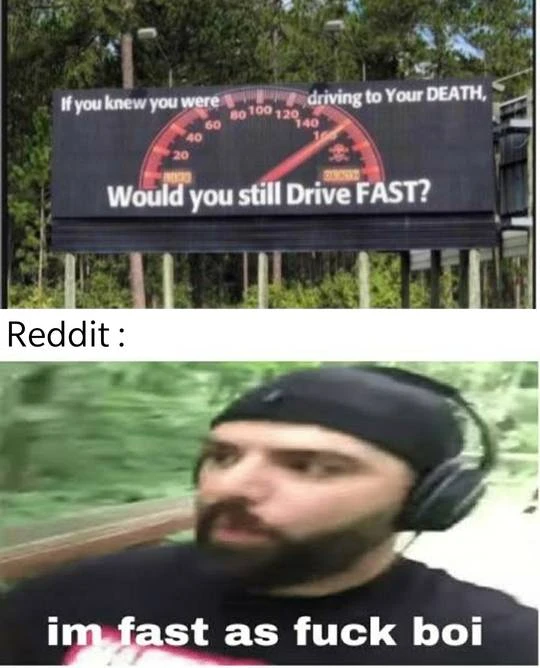 If you knew you were driving to Your DEATH,
20 40 60 80 100 120 140 160
DEATH
Would you still Drive FAST?
Reddit :
im fast as fuck boi